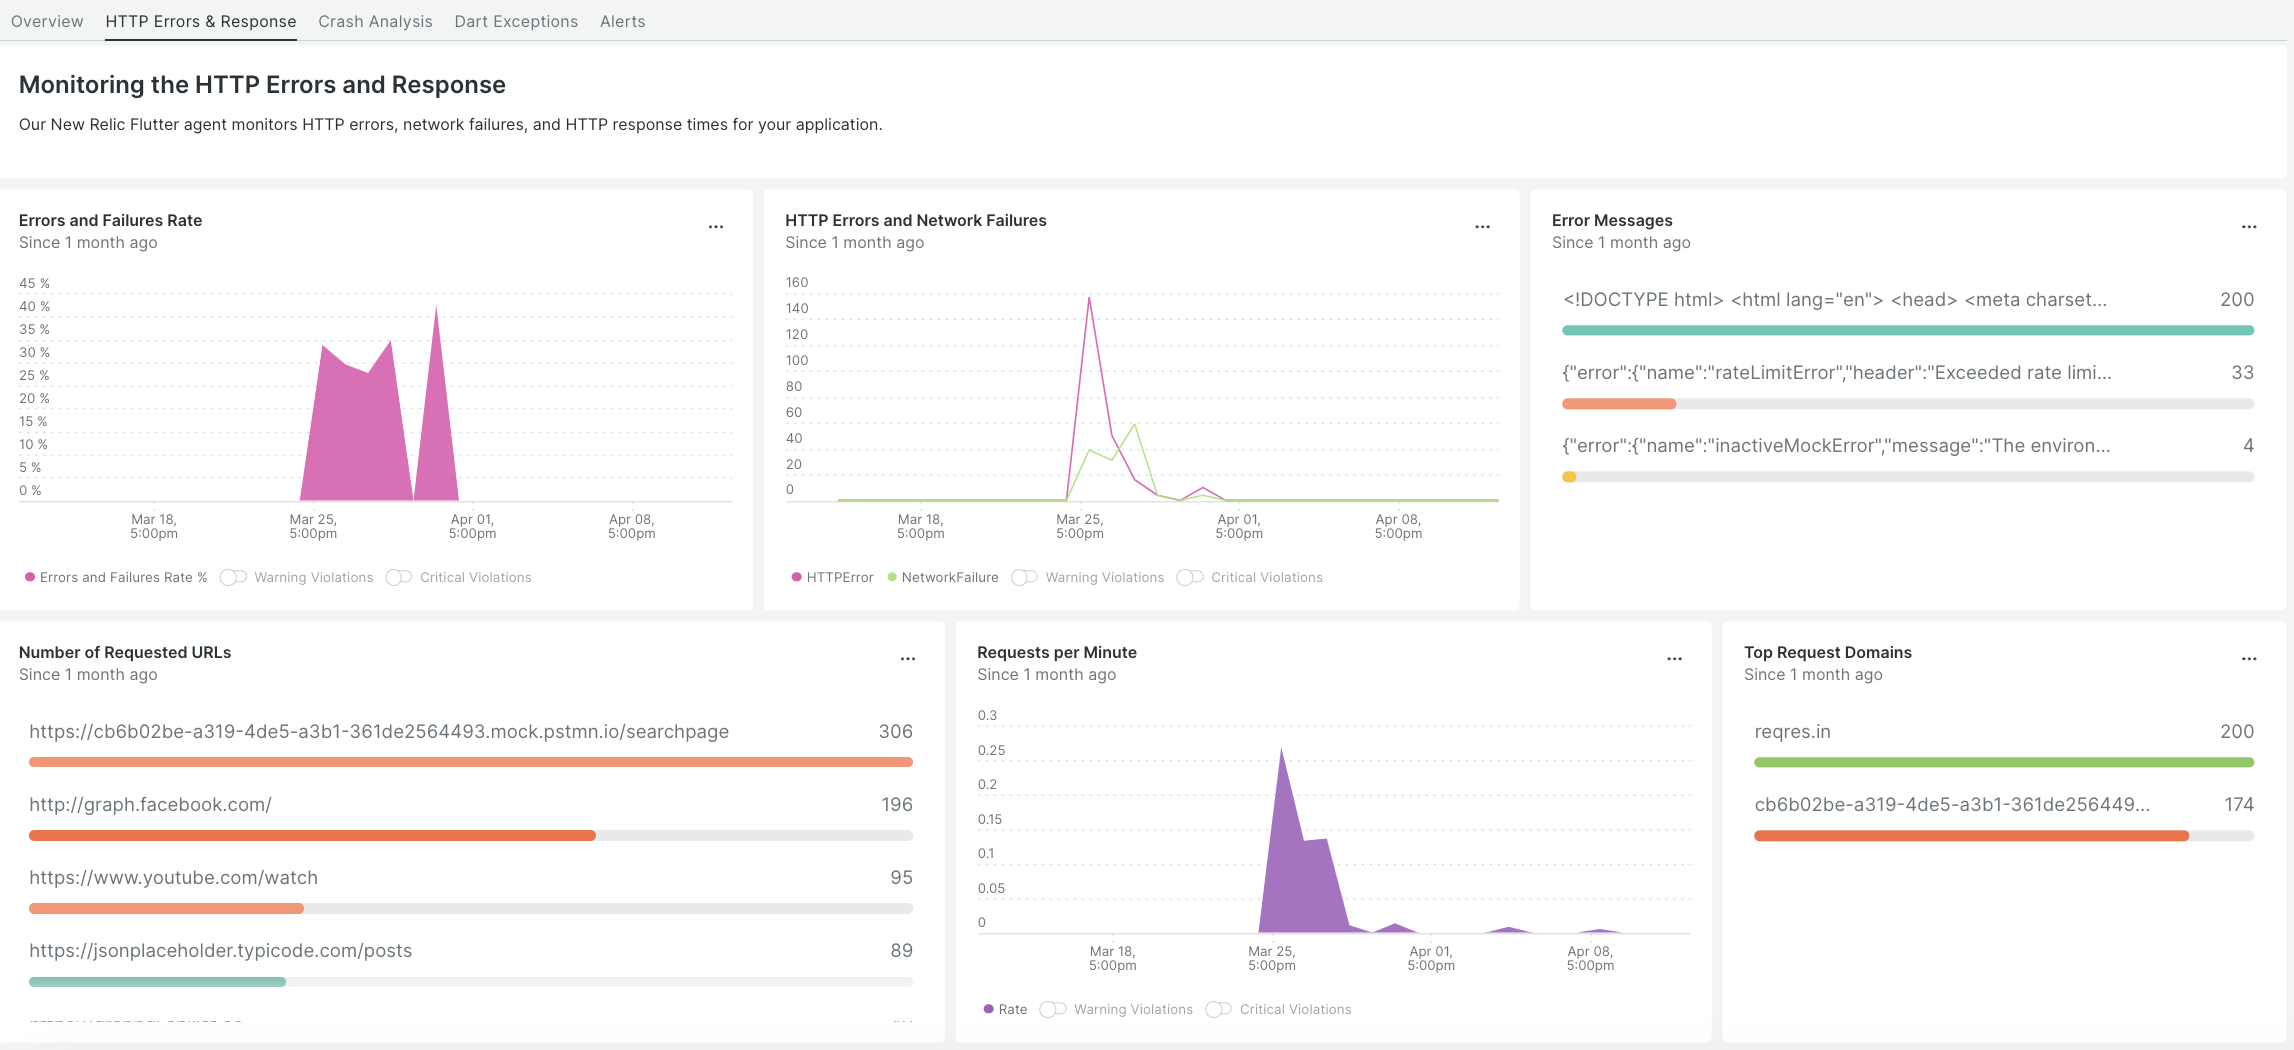 Overview HTTP Errors & Response Crash Analysis Dart Exceptions Alerts
Monitoring the HTTP Errors and Response
Our New Relic Flutter agent monitors HTTP errors, network failures, and HTTP response times for your application.
Errors and Failures Rate ...
Since 1 month ago
45 %
40 %
35 %
30 %
25 %
20 %
15 %
10 %
5 %
0 %
Mar 18, Mar 25, Apr 01, Apr 08,
5:00pm 5:00pm 5:00pm 5:00pm
Errors and Failures Rate % Warning Violations Critical Violations
HTTP Errors and Network Failures ...
Since 1 month ago
160
140
120
100
80
60
40
20
0
Mar 18, Mar 25, Apr 01, Apr 08,
5:00pm 5:00pm 5:00pm 5:00pm
HTTPError NetworkFailure Warning Violations Critical Violations
Error Messages ...
Since 1 month ago
<!DOCTYPE html> <html lang="en"> <head> <meta charset... 200
{"error":{"name":"rateLimitError","header":"Exceeded rate limi... 33
{"error":{"name":"inactiveMockError","message":"The environ... 4
Number of Requested URLs ...
Since 1 month ago
https://cb6b02be-a319-4de5-a3b1-361de2564493.mock.pstmn.io/searchpage 306
http://graph.facebook.com/ 196
https://www.youtube.com/watch 95
https://jsonplaceholder.typicode.com/posts 89
Requests per Minute ...
Since 1 month ago
0.3
0.25
0.2
0.15
0.1
0.05
0
Mar 18, Mar 25, Apr 01, Apr 08,
5:00pm 5:00pm 5:00pm 5:00pm
Rate Warning Violations Critical Violations
Top Request Domains ...
Since 1 month ago
reqres.in 200
cb6b02be-a319-4de5-a3b1-361de256449... 174